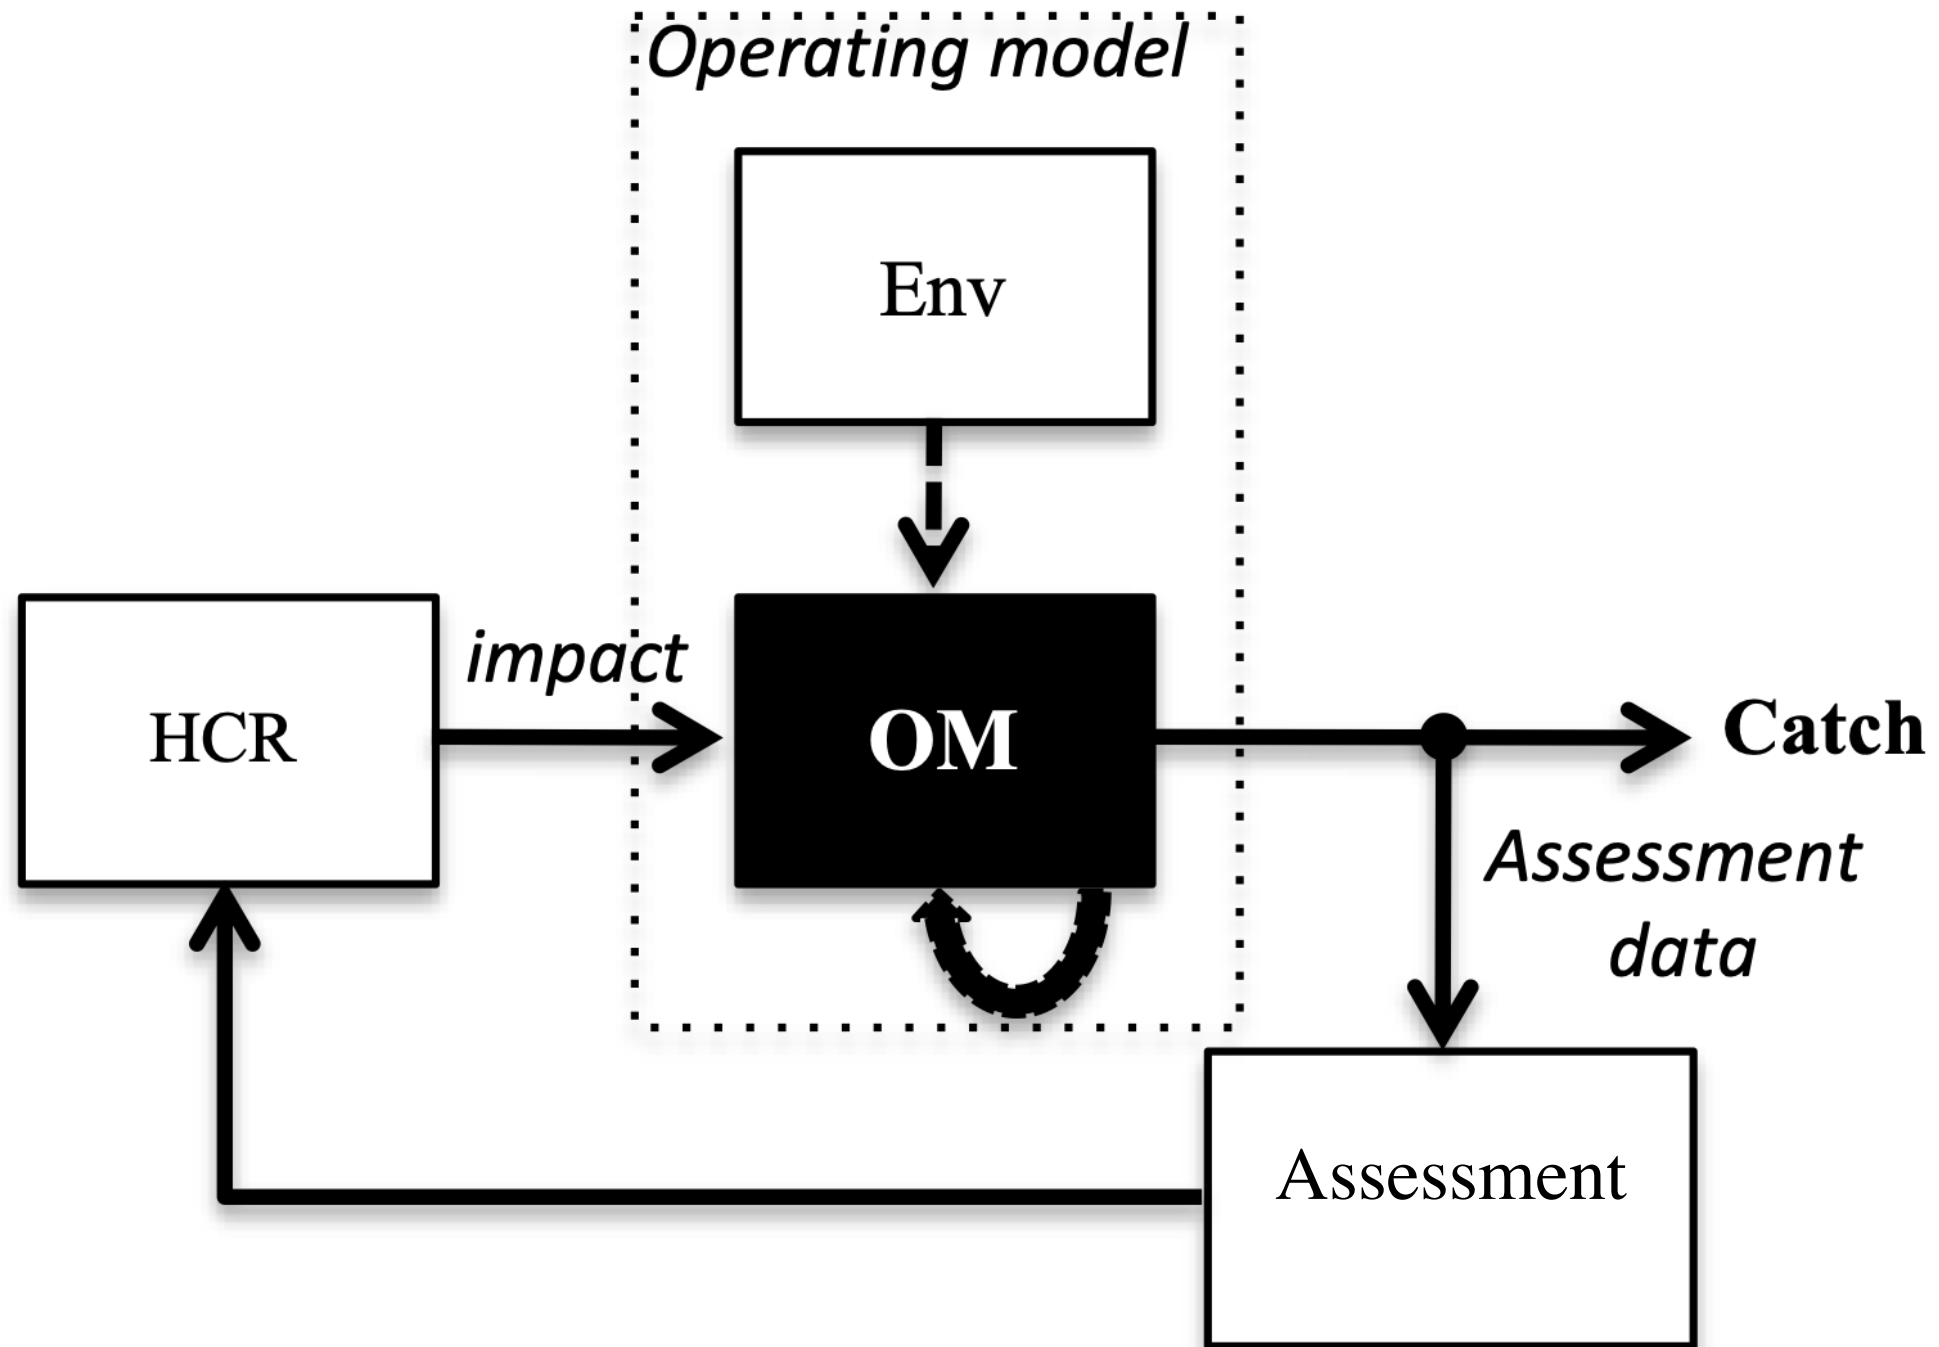 Operating model
Env
impact
HCR
OM
Catch
Assessment
data
Assessment